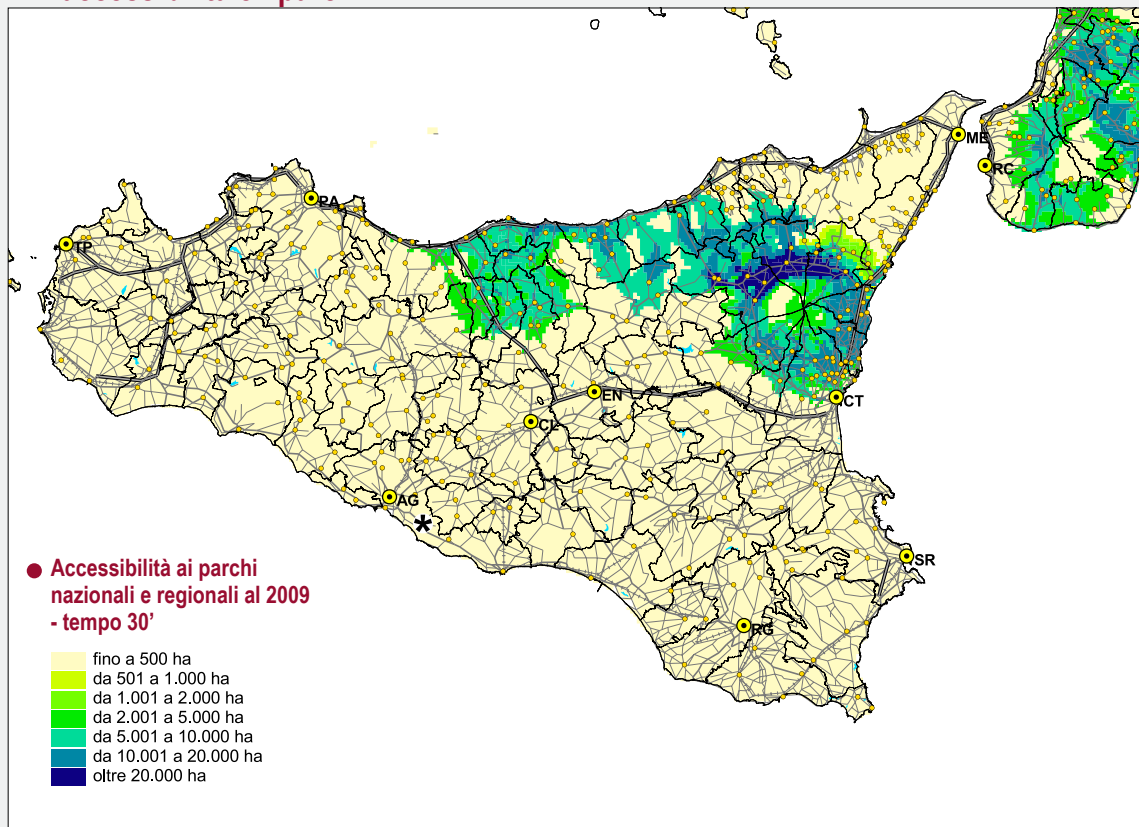 ME
RC
PA
TP
EN
CL
CT
AG
*
SR
RG
● Accessibilità ai parchi
nazionali e regionali al 2009
- tempo 30’
fino a 500 ha
da 501 a 1.000 ha
da 1.001 a 2.000 ha
da 2.001 a 5.000 ha
da 5.001 a 10.000 ha
da 10.001 a 20.000 ha
oltre 20.000 ha